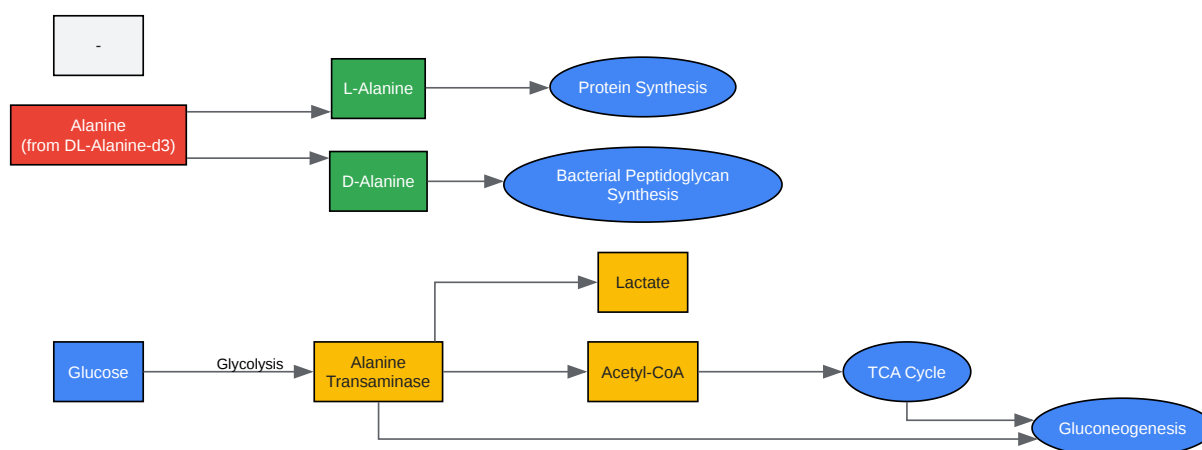 -
Alanine
(from DL-Alanine-d3)
L-Alanine
Protein Synthesis
D-Alanine
Bacterial Peptidoglycan
Synthesis
Lactate
Glucose
Glycolysis
Alanine
Transaminase
Acetyl-CoA
TCA Cycle
Gluconeogenesis